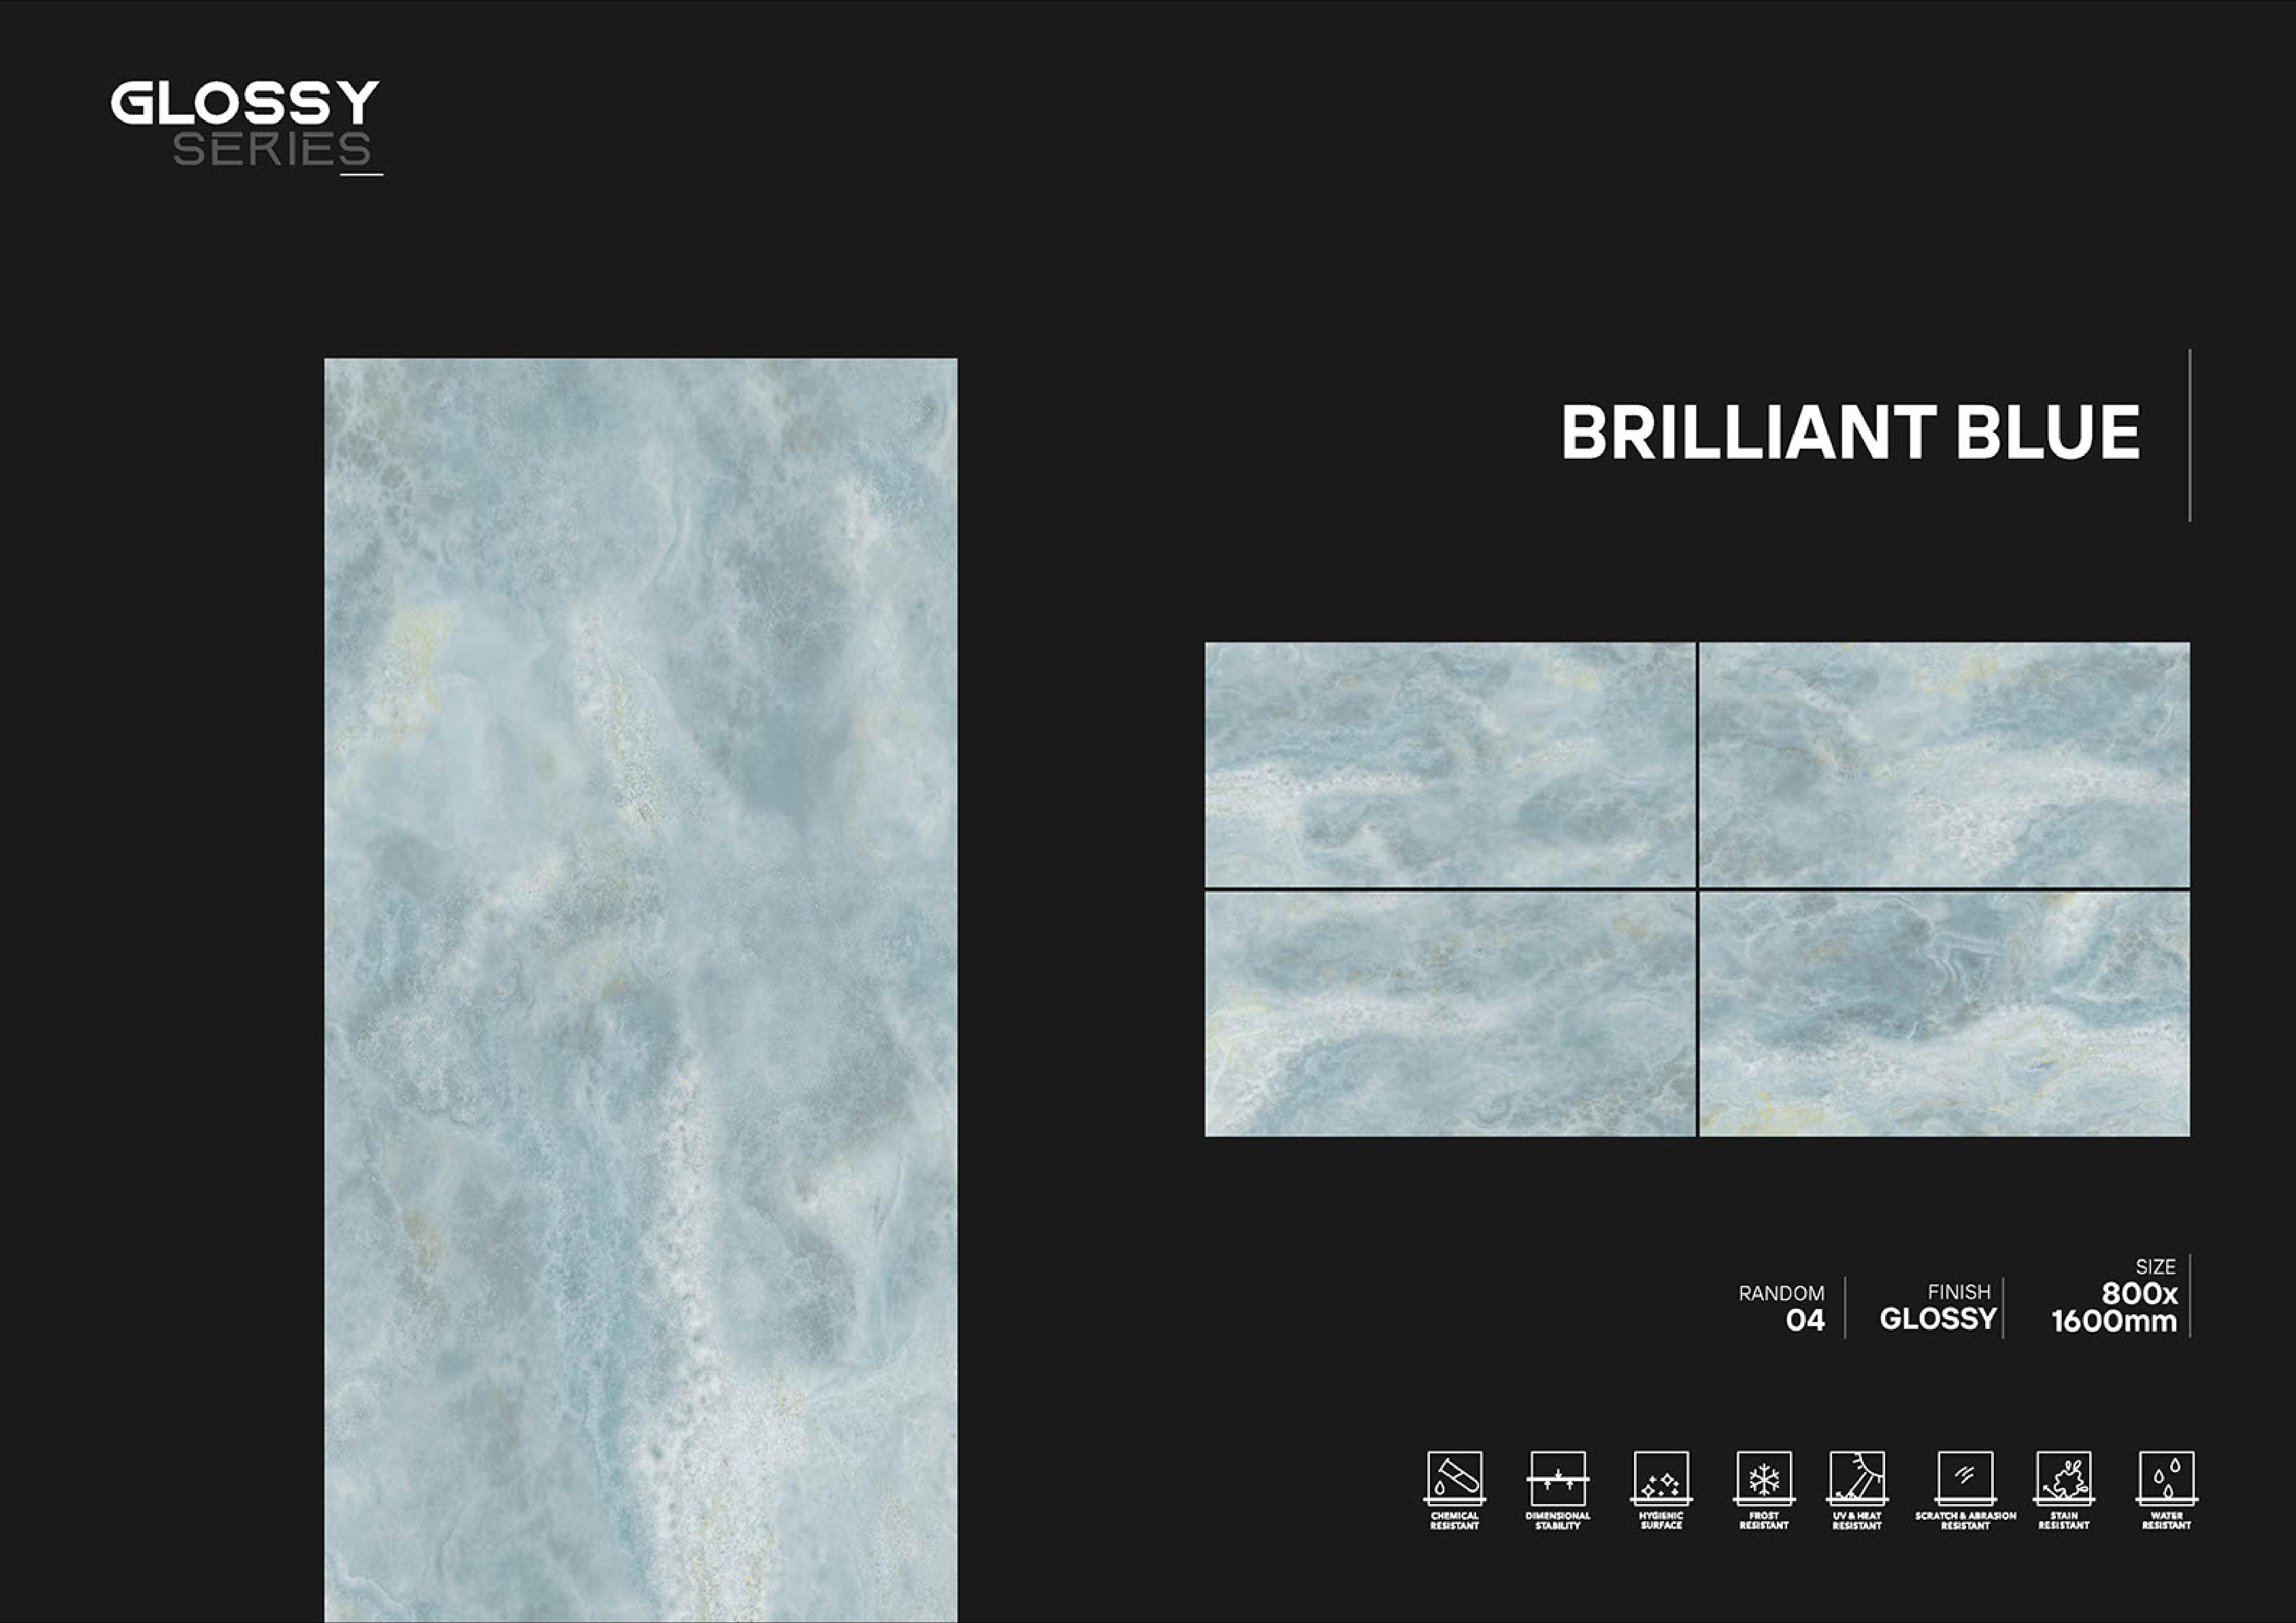 GLOSSY
SERIES
BRILLIANT BLUE
RANDOM
04
FINISH
GLOSSY
SIZE
800x
1600mm
CHEMICAL
RESISTANT
DIMENSIONAL
STABILITY
HYGIENIC
SURFACE
FROST
RESISTANT
UV & HEAT
RESISTANT
SCRATCH & ABRASION
RESISTANT
STAIN
RESISTANT
WATER
RESISTANT